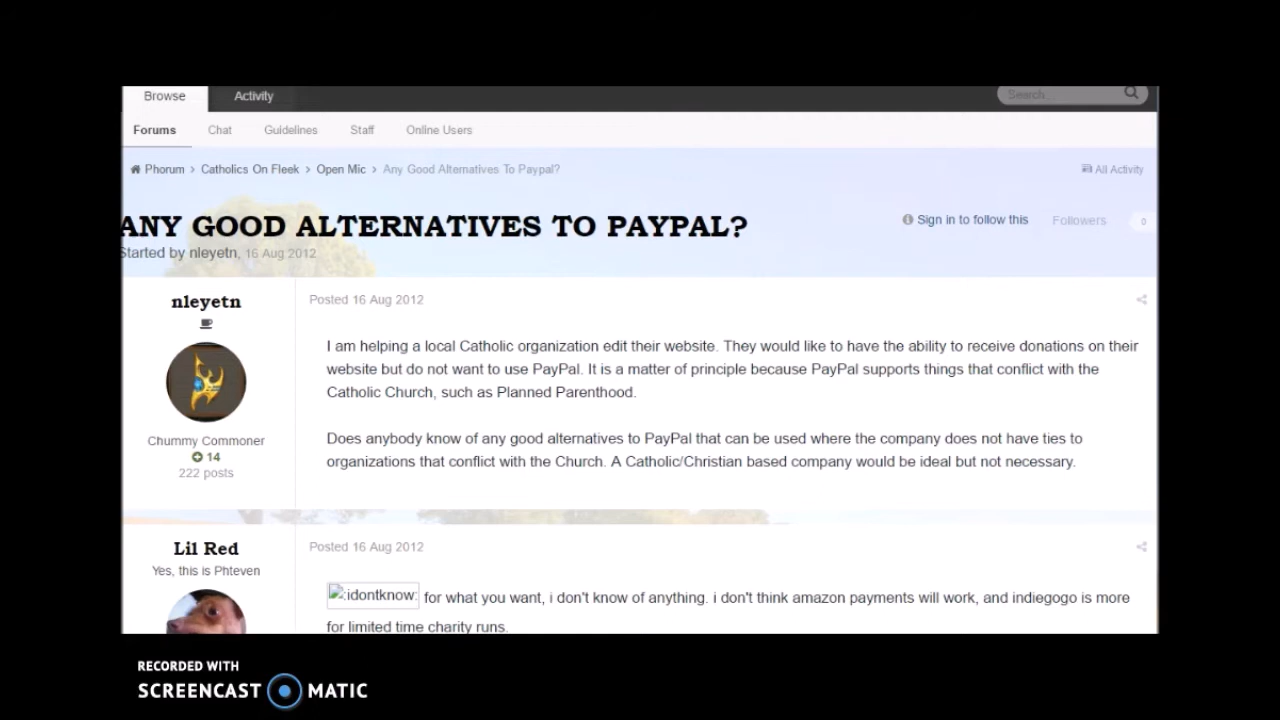 Browse Activity Search...
Forums Chat Guidelines Staff Online Users
Phorum > Catholics On Fleek > Open Mic > Any Good Alternatives To Paypal? All Activity
ANY GOOD ALTERNATIVES TO PAYPAL? Sign in to follow this Followers 0
Started by nleyetn, 16 Aug 2012
nleyetn
Chummy Commoner
14
222 posts
Posted 16 Aug 2012
I am helping a local Catholic organization edit their website. They would like to have the ability to receive donations on their
website but do not want to use PayPal. It is a matter of principle because PayPal supports things that conflict with the
Catholic Church, such as Planned Parenthood.
Does anybody know of any good alternatives to PayPal that can be used where the company does not have ties to
organizations that conflict with the Church. A Catholic/Christian based company would be ideal but not necessary.
Lil Red
Yes, this is Phteven
Posted 16 Aug 2012
:idontknow: for what you want, i don't know of anything. i don't think amazon payments will work, and indiegogo is more
for limited time charity runs.
RECORDED WITH
SCREENCAST MATIC